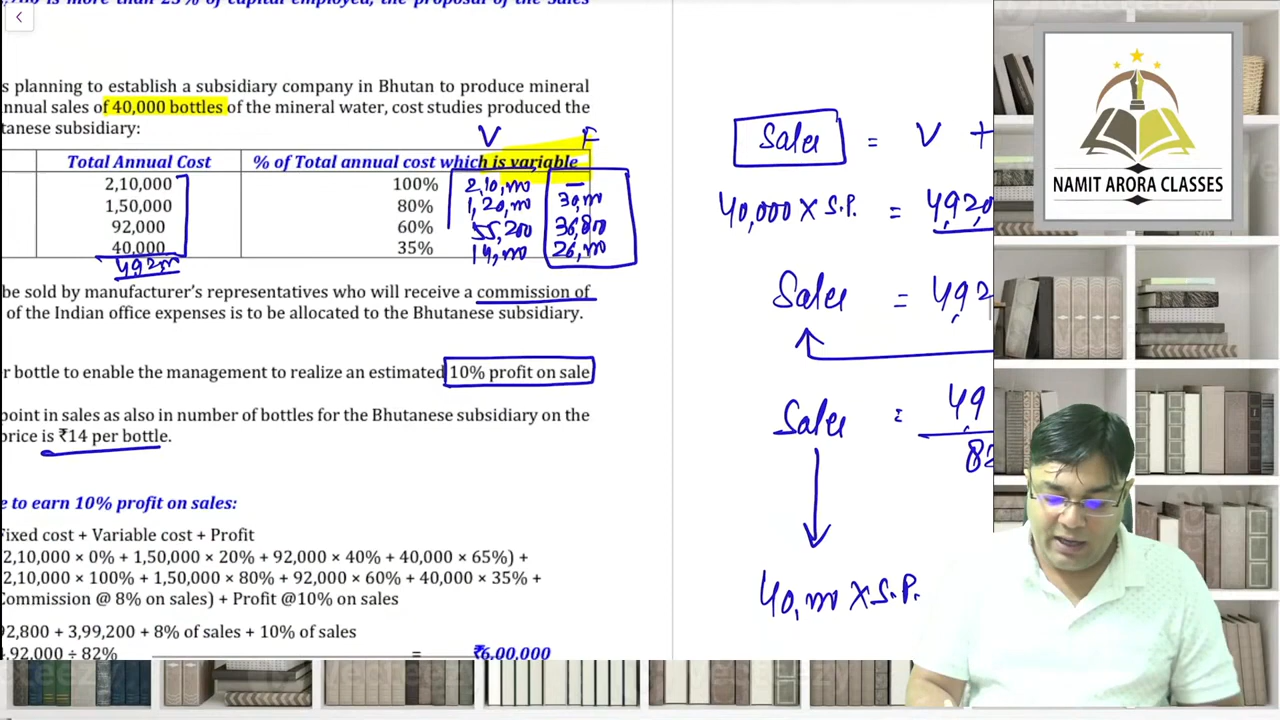 s planning to establish a subsidiary company in Bhutan to produce mineral
nnual sales of 40,000 bottles of the mineral water, cost studies produced the
tanese subsidiary:
V F
Total Annual Cost % of Total annual cost which is variable
2,10,000 100% 2,10,000 —
1,50,000 80% 1,20,000 30,000
92,000 60% 55,200 36,800
40,000 35% 14,000 26,000
492000
be sold by manufacturer's representatives who will receive a commission of
of the Indian office expenses is to be allocated to the Bhutanese subsidiary.
r bottle to enable the management to realize an estimated 10% profit on sale
point in sales as also in number of bottles for the Bhutanese subsidiary on the
price is ₹14 per bottle.
e to earn 10% profit on sales:
Fixed cost + Variable cost + Profit
2,10,000 × 0% + 1,50,000 × 20% + 92,000 × 40% + 40,000 × 65%) +
2,10,000 × 100% + 1,50,000 × 80% + 92,000 × 60% + 40,000 × 35% +
Commission @ 8% on sales) + Profit @10% on sales
92,800 + 3,99,200 + 8% of sales + 10% of sales
4,92,000 ÷ 82% = ₹6,00,000
Sales = V +
40,000 X S.P. = 4,920
Sales = 4,92
Sales = 4,9
82
40,000 X S.P.
NAMIT ARORA CLASSES